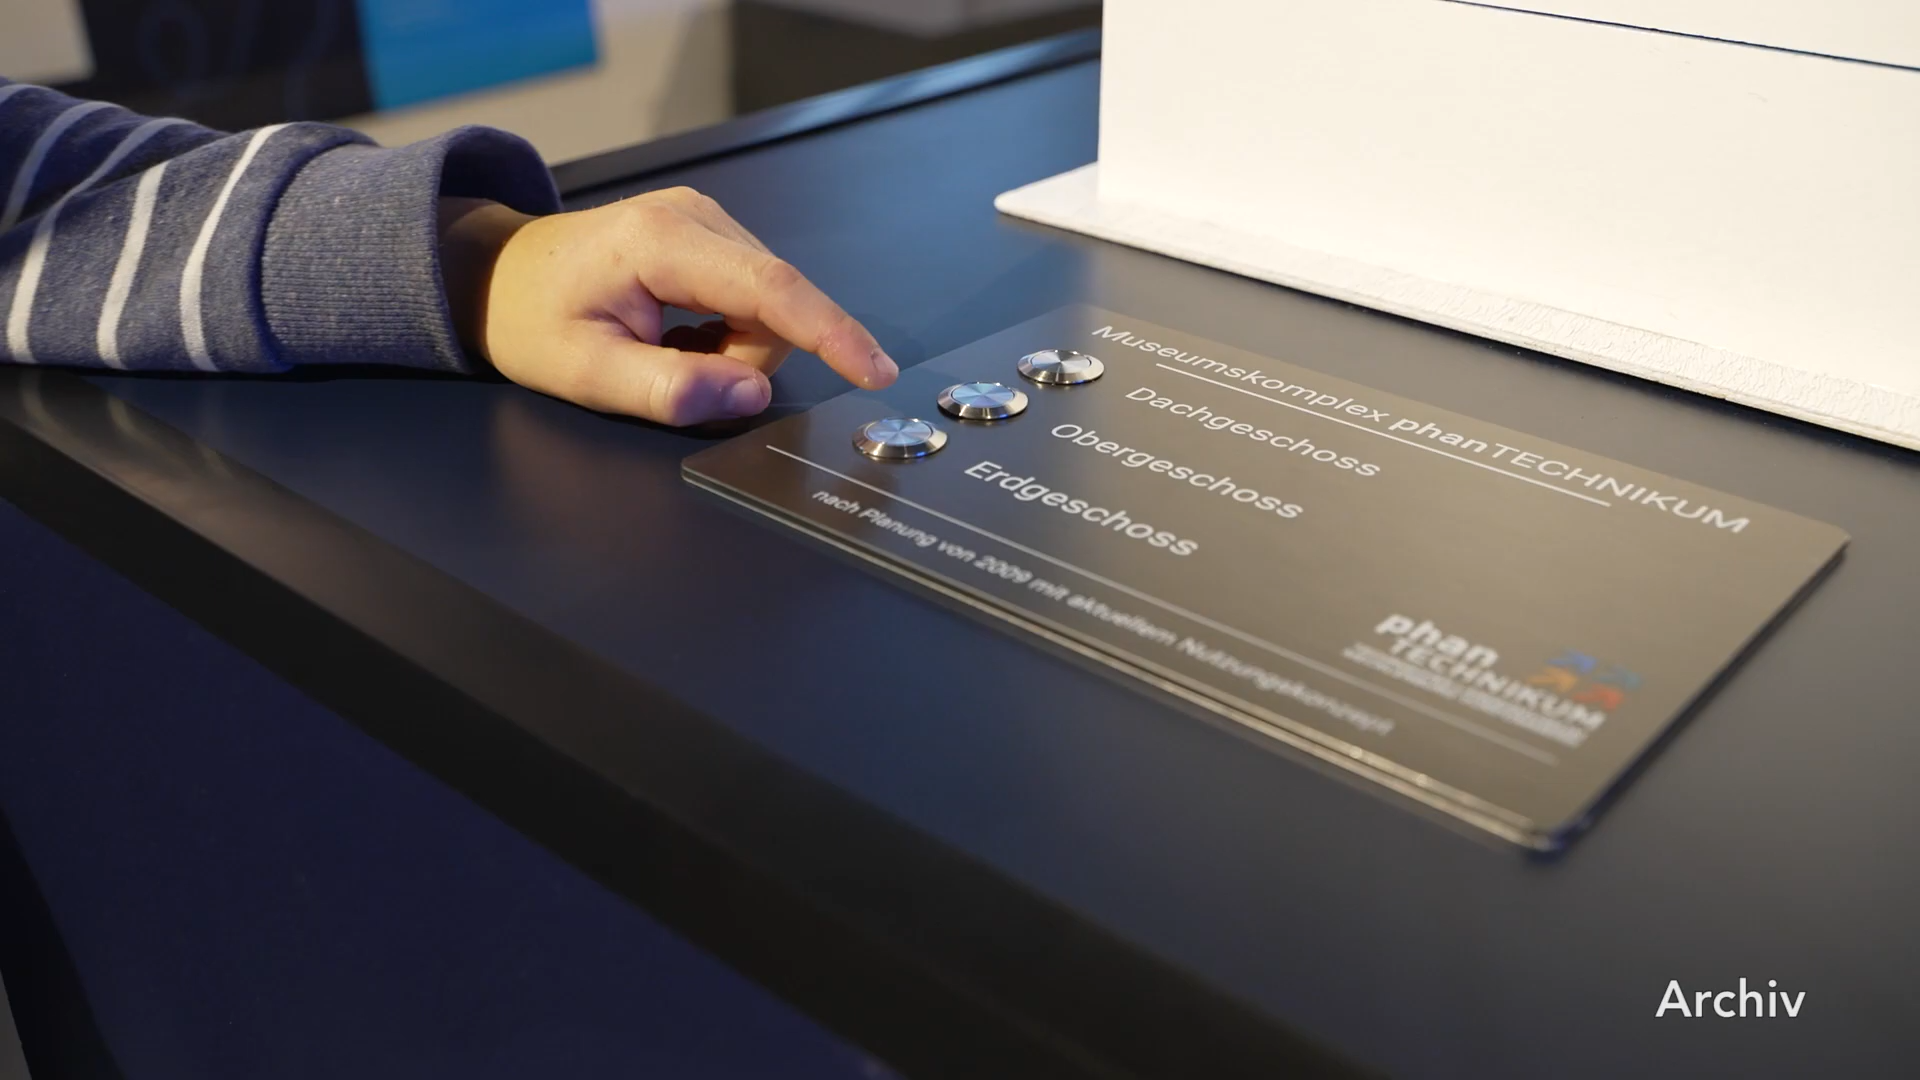 Museumskomplex phanTECHNIKUM
Dachgeschoss
Obergeschoss
Erdgeschoss
nach Planung von 2009 mit aktuellem Nutzungskonzept
phan
TECHNIKUM
Archiv